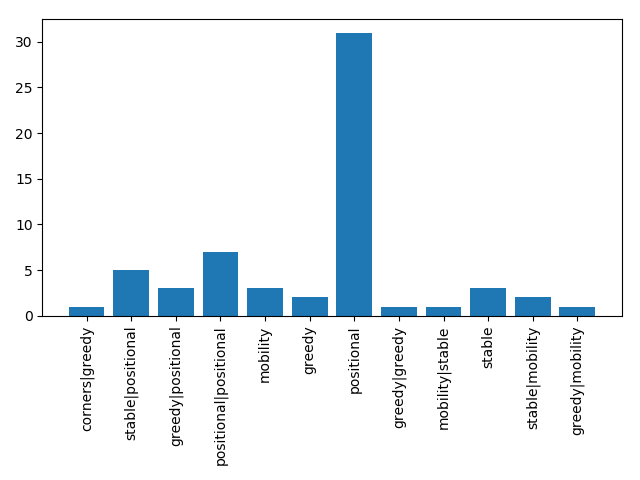 30
25
20
15
10
5
0
corners|greedy
stable|positional
greedy|positional
positional|positional
mobility
greedy
positional
greedy|greedy
mobility|stable
stable
stable|mobility
greedy|mobility